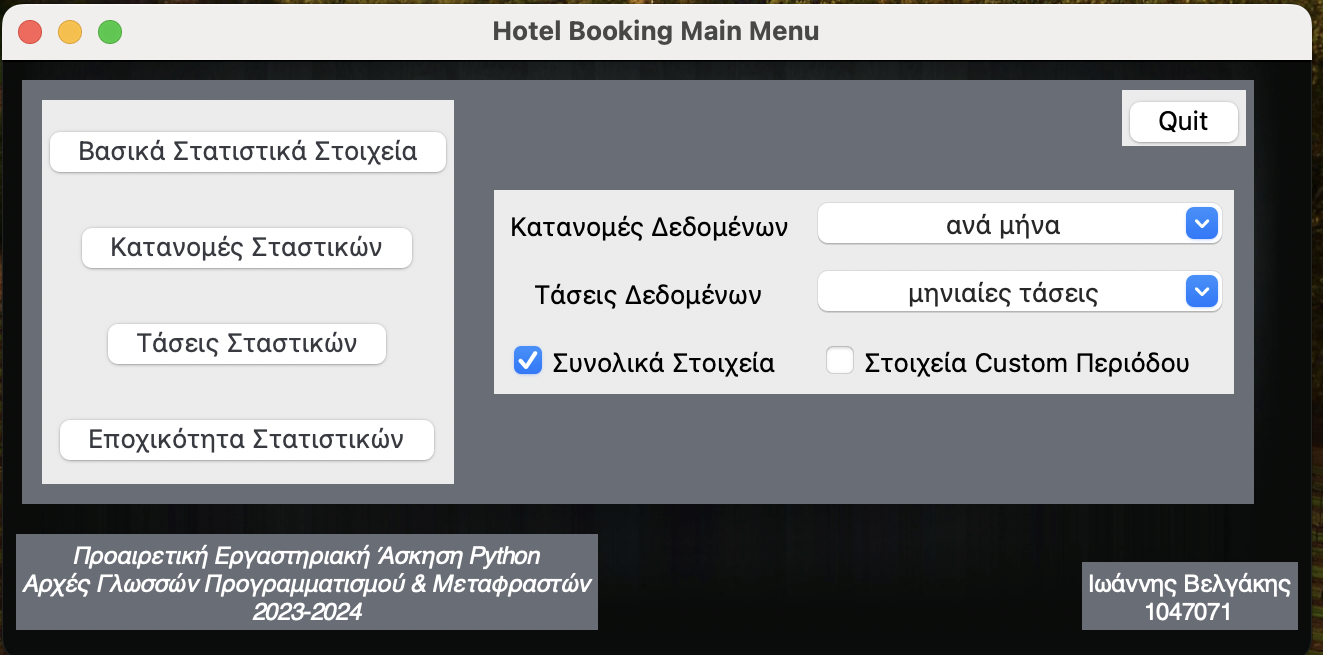 Hotel Booking Main Menu
Quit
Βασικά Στατιστικά Στοιχεία
Κατανομές Σταστικών
Τάσεις Σταστικών
Εποχικότητα Στατιστικών
Κατανομές Δεδομένων ανά μήνα
Τάσεις Δεδομένων μηνιαίες τάσεις
Συνολικά Στοιχεία Στοιχεία Custom Περιόδου
Προαιρετική Εργαστηριακή Άσκηση Python
Αρχές Γλωσσών Προγραμματισμού & Μεταφραστών
2023-2024
Ιωάννης Βελγάκης
1047071